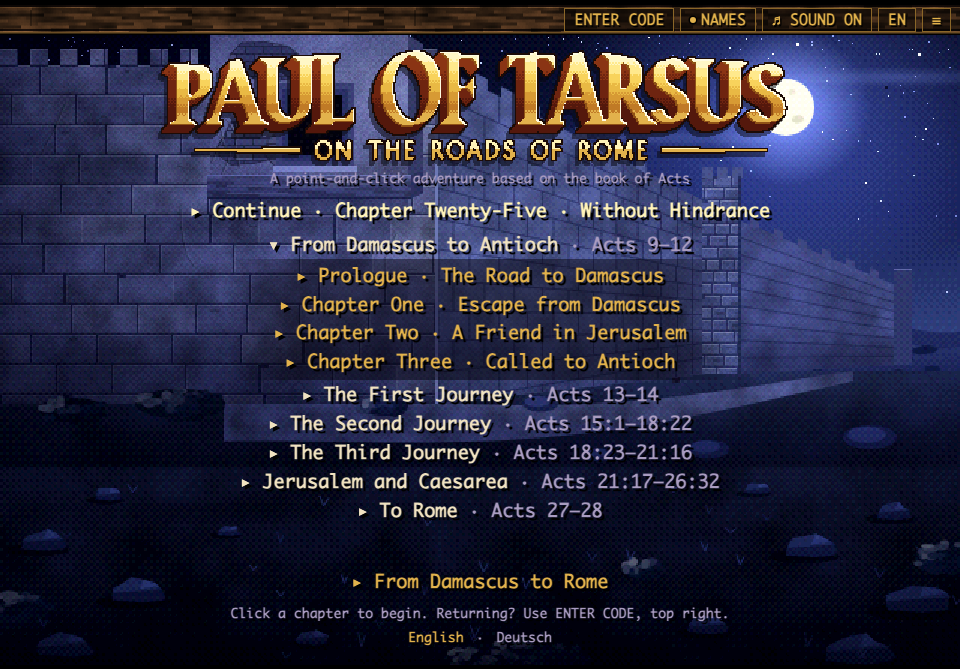 ENTER CODE
● NAMES
♬ SOUND ON
EN
≡
PAUL OF TARSUS
ON THE ROADS OF ROME
A point-and-click adventure based on the book of Acts
▸ Continue · Chapter Twenty-Five · Without Hindrance
▾ From Damascus to Antioch · Acts 9–12
▸ Prologue · The Road to Damascus
▸ Chapter One · Escape from Damascus
▸ Chapter Two · A Friend in Jerusalem
▸ Chapter Three · Called to Antioch
▸ The First Journey · Acts 13–14
▸ The Second Journey · Acts 15:1–18:22
▸ The Third Journey · Acts 18:23–21:16
▸ Jerusalem and Caesarea · Acts 21:17–26:32
▸ To Rome · Acts 27–28
▸ From Damascus to Rome
Click a chapter to begin. Returning? Use ENTER CODE, top right.
English · Deutsch